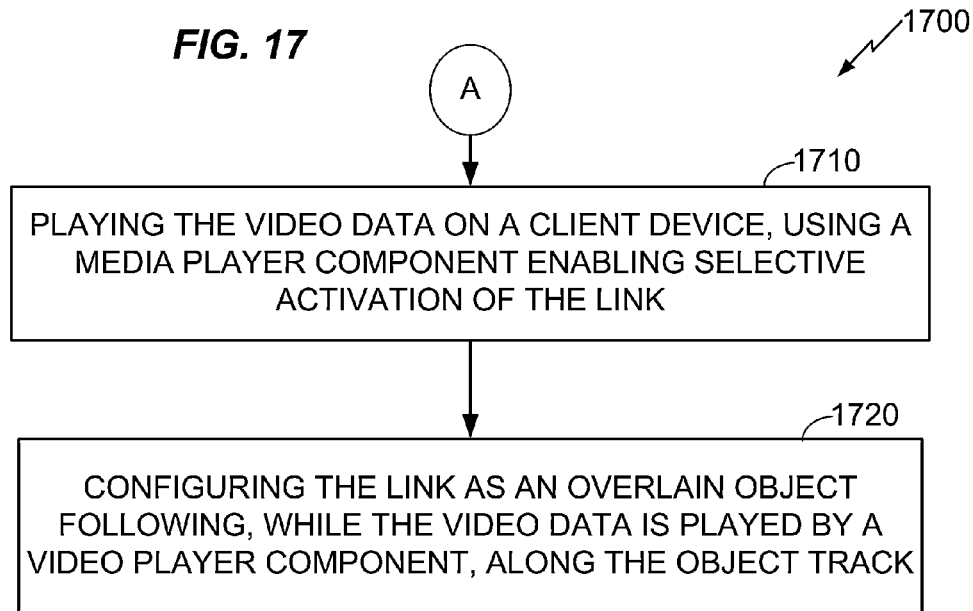 FIG. 17
1700
A
1710
PLAYING THE VIDEO DATA ON A CLIENT DEVICE, USING A
MEDIA PLAYER COMPONENT ENABLING SELECTIVE
ACTIVATION OF THE LINK
1720
CONFIGURING THE LINK AS AN OVERLAIN OBJECT
FOLLOWING, WHILE THE VIDEO DATA IS PLAYED BY A
VIDEO PLAYER COMPONENT, ALONG THE OBJECT TRACK